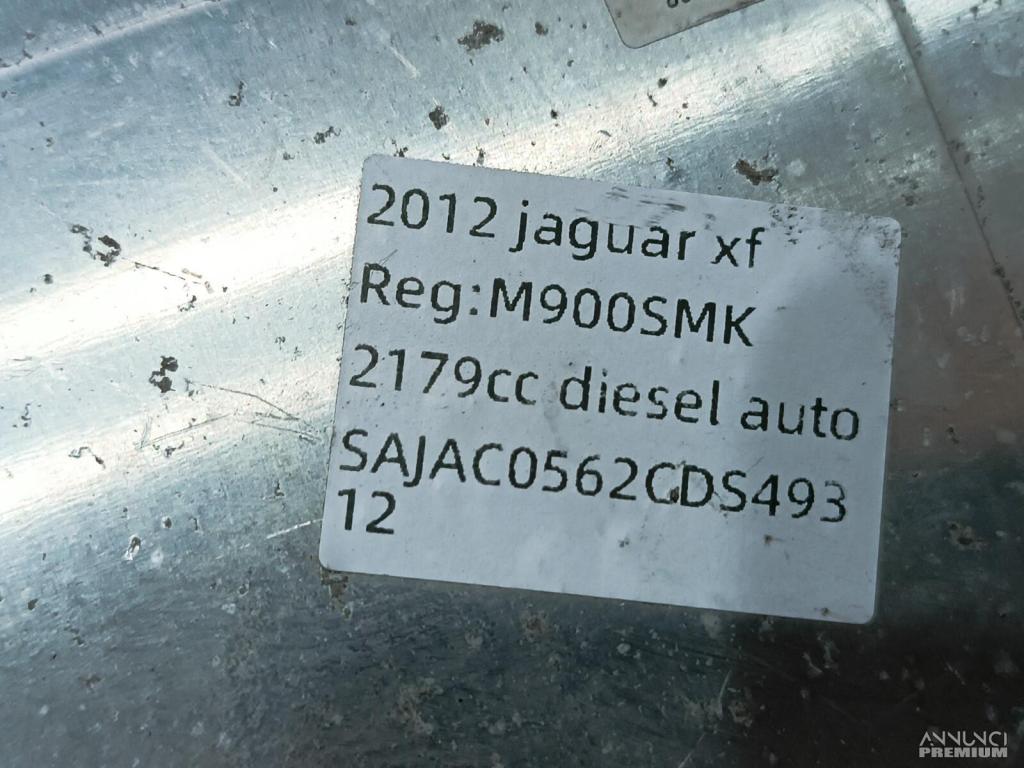 2012 jaguar xf
Reg:M900SMK
2179cc diesel auto
SAJAC0562CDS493
12
ANNUNCI
PREMIUM